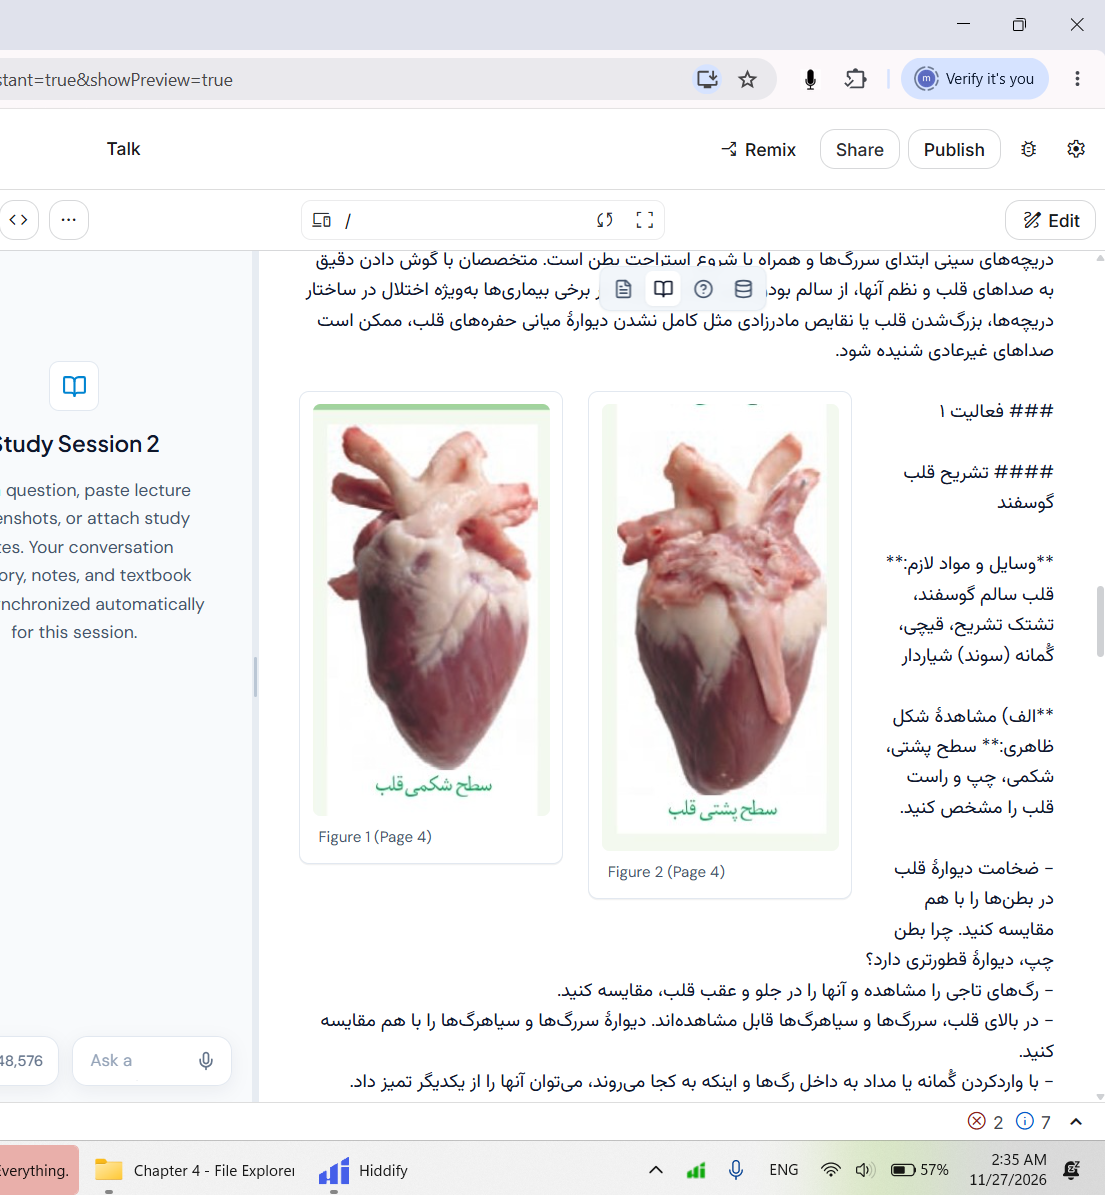 stant=true&showPreview=true
Verify it's you
Talk
Remix
Share
Publish
/
Edit
Study Session 2
question, paste lecture
enshots, or attach study
tes. Your conversation
ory, notes, and textbook
nchronized automatically
for this session.
48,576
Ask a
دریچه‌های سینی ابتدای سررگ‌ها و همراه با شروع استراحت بطن است. متخصصان با گوش دادن دقیق
به صداهای قلب و نظم آنها، از سالم بودن برخی بیماری‌ها به‌ویژه اختلال در ساختار
دریچه‌ها، بزرگ‌شدن قلب یا نقایص مادرزادی مثل کامل نشدن دیوارهٔ میانی حفره‌های قلب، ممکن است
صداهای غیرعادی شنیده شود.
### فعالیت ۱
#### تشریح قلب
گوسفند
**وسایل و مواد لازم:**
قلب سالم گوسفند،
تشتک تشریح، قیچی،
گُمانه (سوند) شیاردار
**الف) مشاهدهٔ شکل
ظاهری:** سطح پشتی،
شکمی، چپ و راست
قلب را مشخص کنید.
- ضخامت دیوارهٔ قلب
در بطن‌ها را با هم
مقایسه کنید. چرا بطن
چپ، دیوارهٔ قطورتری دارد؟
- رگ‌های تاجی را مشاهده و آنها را در جلو و عقب قلب، مقایسه کنید.
- در بالای قلب، سررگ‌ها و سیاهرگ‌ها قابل مشاهده‌اند. دیوارهٔ سررگ‌ها و سیاهرگ‌ها را با هم مقایسه
کنید.
- با واردکردن گُمانه یا مداد به داخل رگ‌ها و اینکه به کجا می‌روند، می‌توان آنها را از یکدیگر تمیز داد.
سطح شکمی قلب
Figure 1 (Page 4)
سطح پشتی قلب
Figure 2 (Page 4)
2
7
Everything.
Chapter 4 - File Explorer
Hiddify
ENG
57%
2:35 AM
11/27/2026